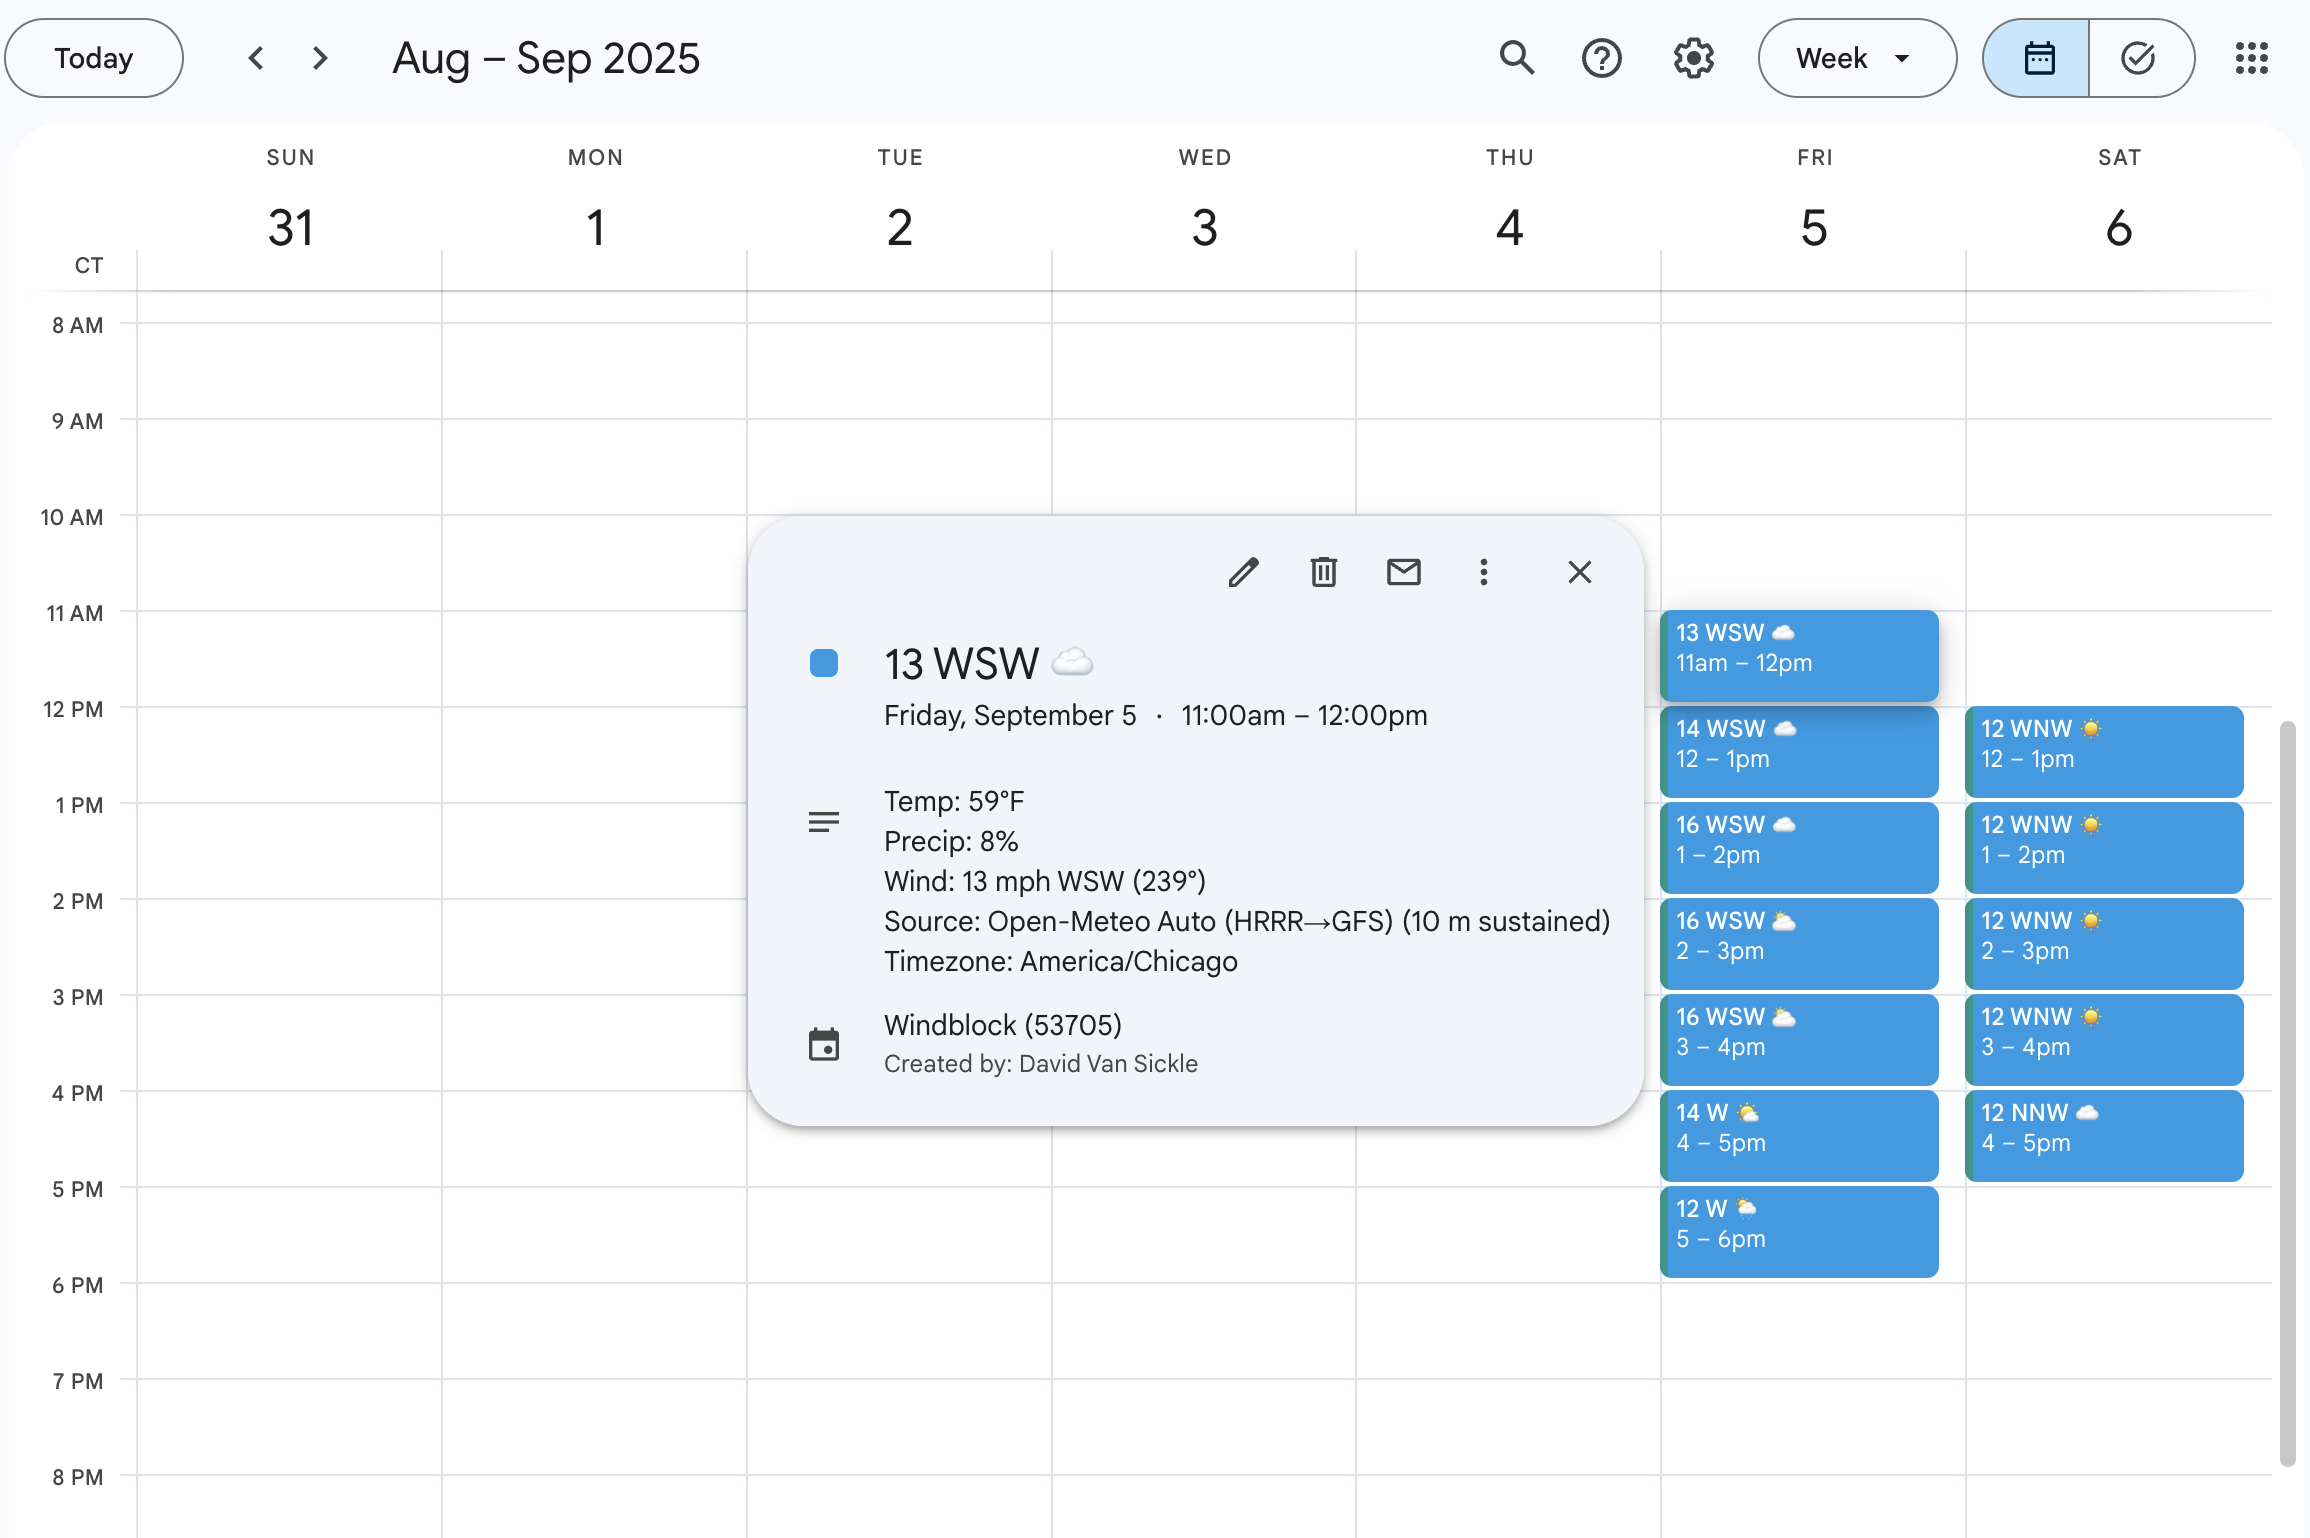 Today
Aug – Sep 2025
Week
SUN MON TUE WED THU FRI SAT
31 1 2 3 4 5 6
CT
8 AM
9 AM
10 AM
11 AM
12 PM
1 PM
2 PM
3 PM
4 PM
5 PM
6 PM
7 PM
8 PM
13 WSW ☁️
Friday, September 5 · 11:00am – 12:00pm
Temp: 59°F
Precip: 8%
Wind: 13 mph WSW (239°)
Source: Open-Meteo Auto (HRRR→GFS) (10 m sustained)
Timezone: America/Chicago
Windblock (53705)
Created by: David Van Sickle
13 WSW ☁️
11am – 12pm
14 WSW ☁️
12 – 1pm
16 WSW ☁️
1 – 2pm
16 WSW 🌥️
2 – 3pm
16 WSW 🌥️
3 – 4pm
14 W 🌤️
4 – 5pm
12 W 🌦️
5 – 6pm
12 WNW ☀️
12 – 1pm
12 WNW ☀️
1 – 2pm
12 WNW ☀️
2 – 3pm
12 WNW ☀️
3 – 4pm
12 NNW ☁️
4 – 5pm